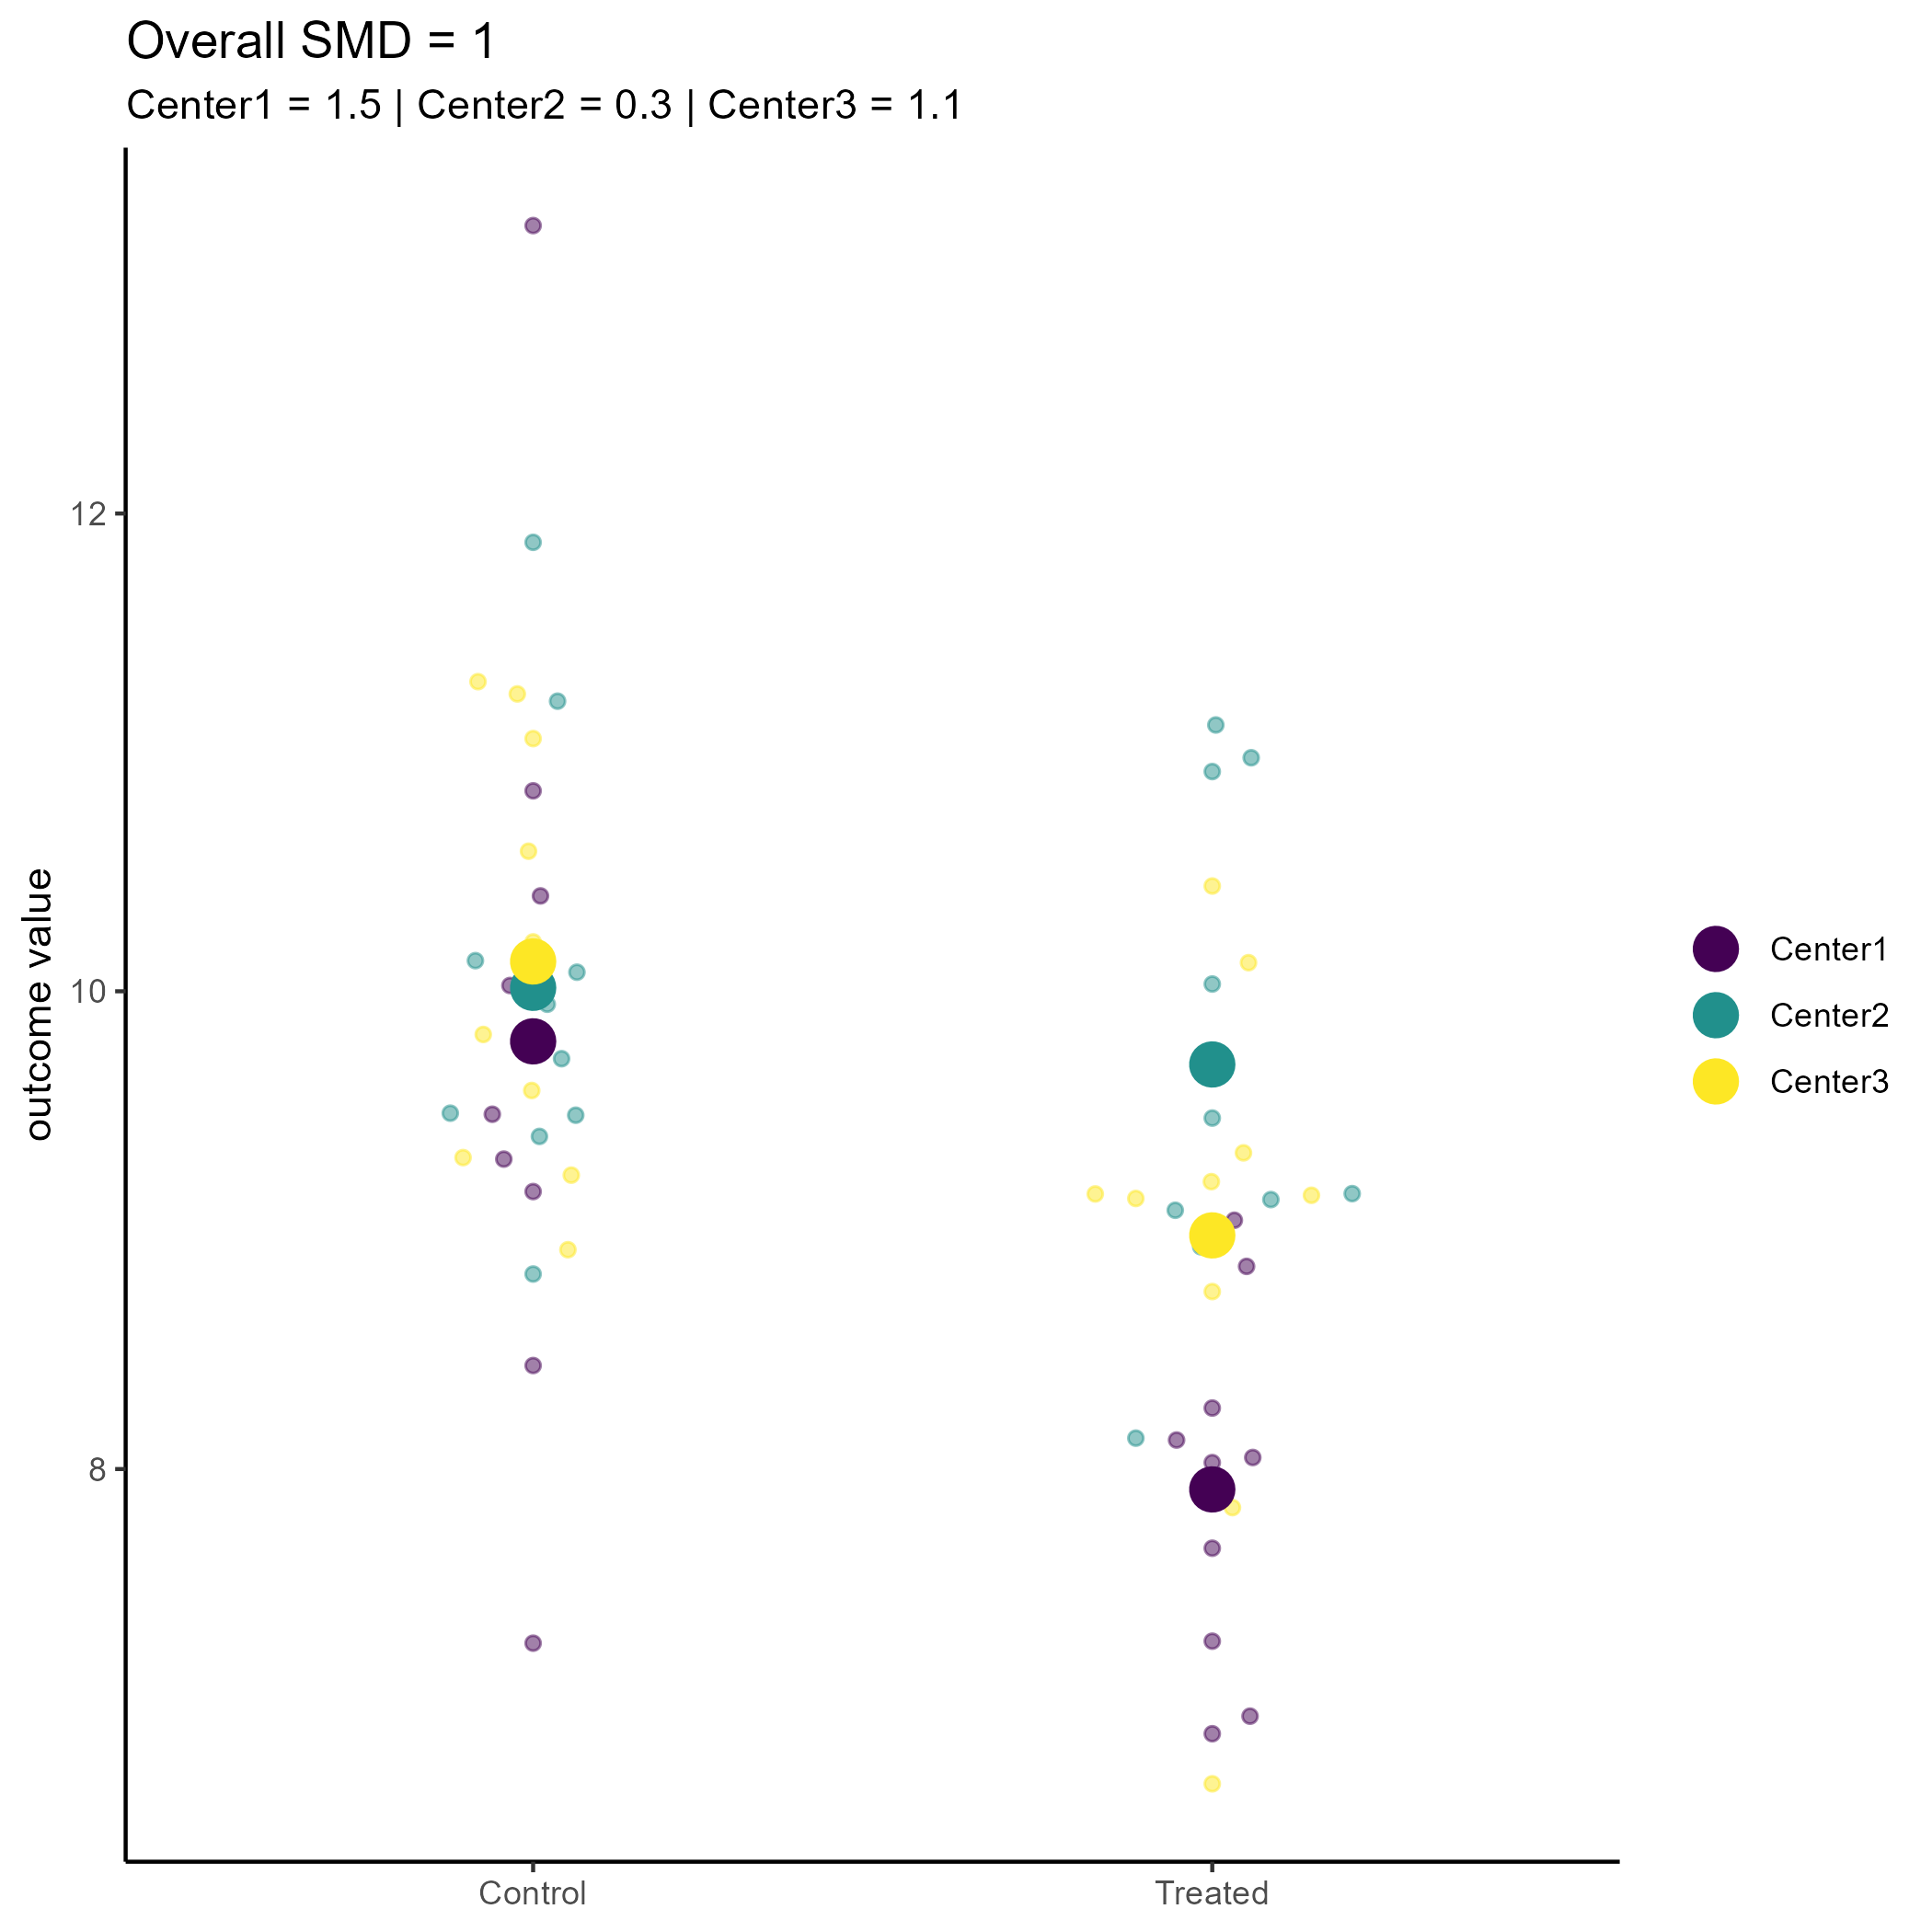 Overall SMD = 1
Center1 = 1.5 | Center2 = 0.3 | Center3 = 1.1
outcome value
12
10
8
Control
Treated
Center1
Center2
Center3